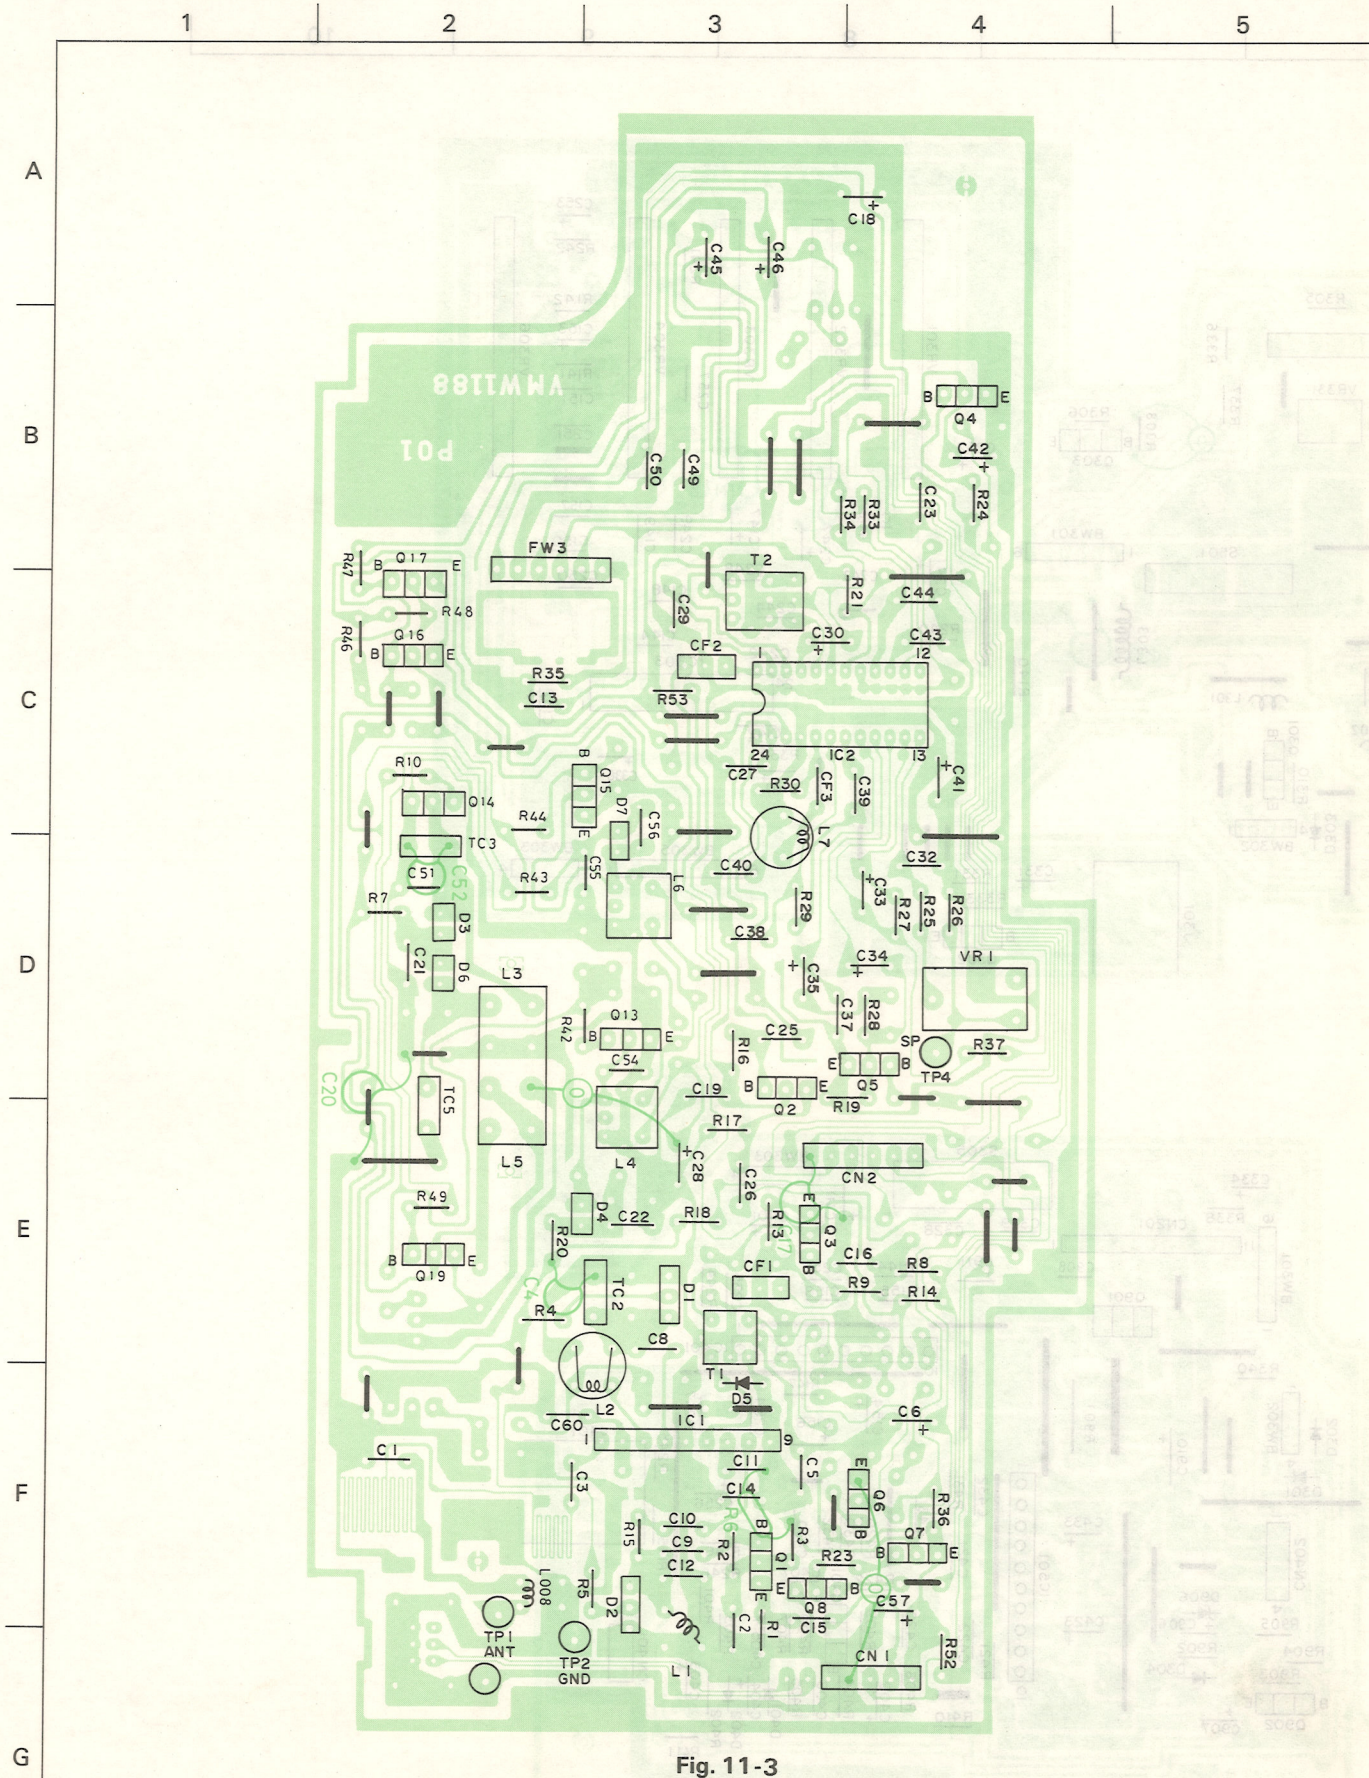 1 2 3 4 5
A
C18
C45 C46
VMW1188
B E
Q4
B
P01
C42
C50 C49
R34 R33 C23 R24
R47 Q17 FW3 T2
B E
R48 C29 R21 C44
R46 Q16 C30 C43
B E CF2 1 12
R35
C C13 R53
24 IC2 13
B
R10 Q15 C27 R30 CF3 C39 C41
Q14 D7 C56
R44 E L7
TC3
C51 C52 R43 C55 L6 C40 C32
R7 R29 C33 R27 R25 R26
D3 C38
D C21 D6 L3 C35 C34 VR1
R42 Q13 C37 R28
B E C25 SP R37
C54 R16 E B
C20 TC5 0 C19 B E Q5 TP4
Q2 R19
R17
L5 L4 C28 CN2
C26
R49 E
E D4 C22 R18 R13 C17 Q3
R20 C16 R8
B E B
Q19 TC2 D1 CF1 R9 R14
C4
R4
C8
T1
D5
L2 C6
C60 IC1
1 9
C1 C11 C5 E
F C3 C14 Q6 R36
R6 B
C10 B R3 Q7
R15 C9 R2 Q1 R23 B E
C12 E B
L008 R5 D2 E Q8 0 C57
C2 R1 C15
TP1
ANT TP2
GND L1 CN1 R52
G
Fig. 11-3